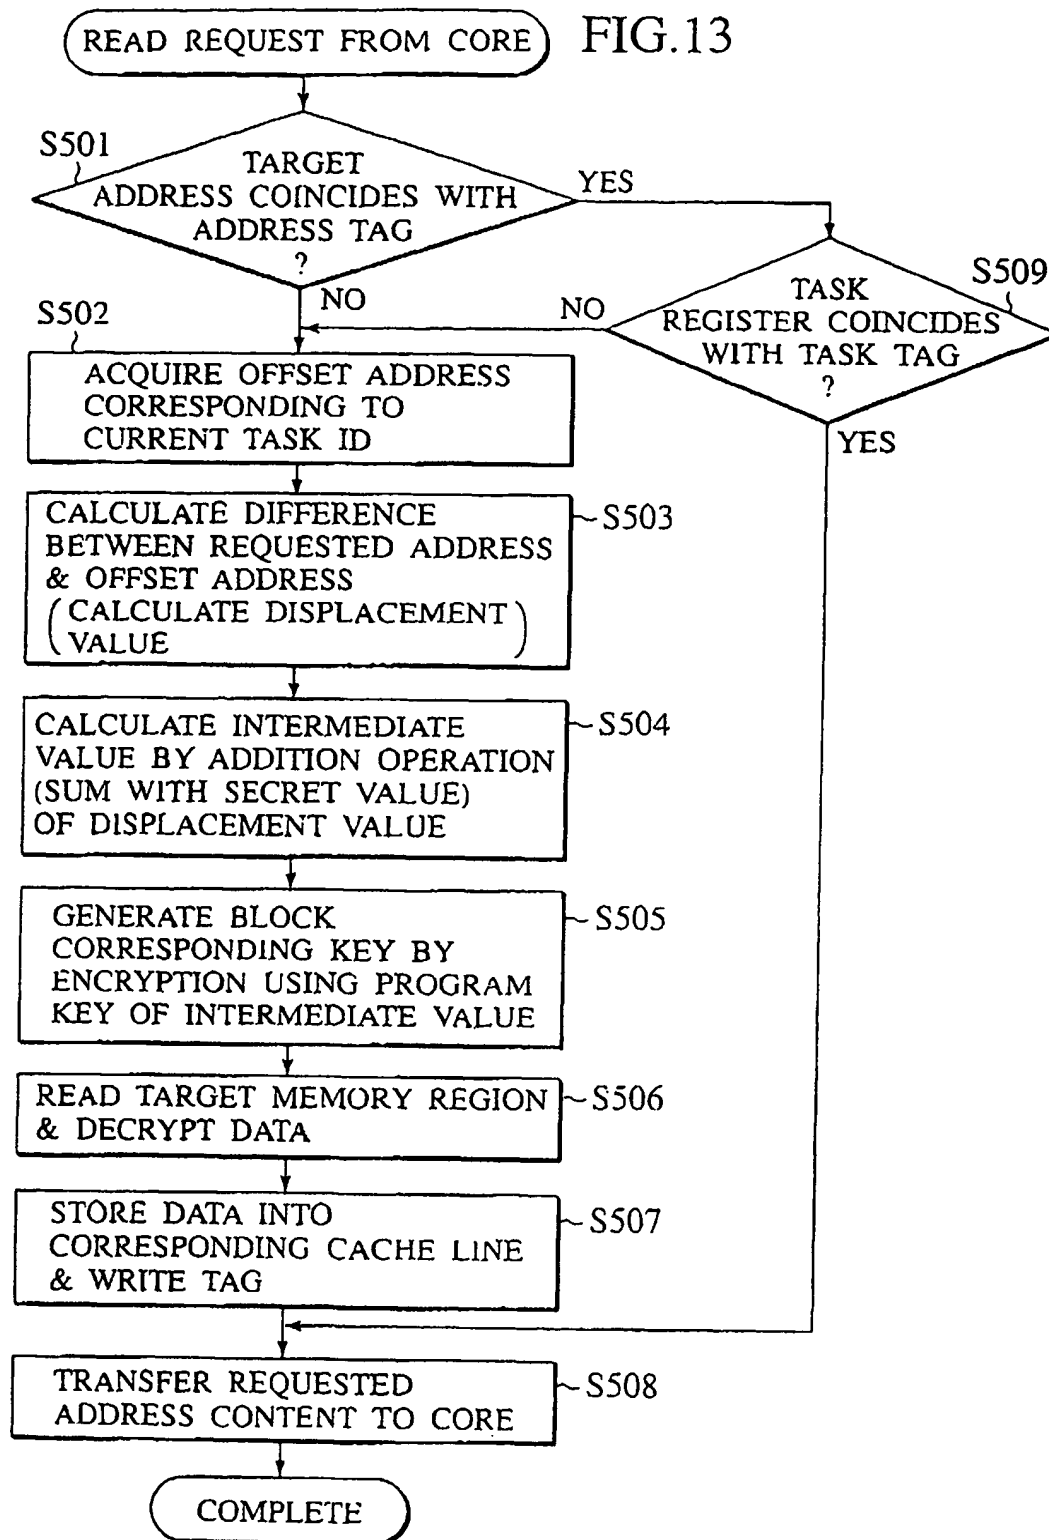 READ REQUEST FROM CORE
FIG.13
S501
TARGET
ADDRESS COINCIDES WITH
ADDRESS TAG
?
YES
NO
S509
TASK
REGISTER COINCIDES
WITH TASK TAG
?
NO
YES
S502
ACQUIRE OFFSET ADDRESS
CORRESPONDING TO
CURRENT TASK ID
CALCULATE DIFFERENCE
BETWEEN REQUESTED ADDRESS
& OFFSET ADDRESS
(CALCULATE DISPLACEMENT
VALUE)
S503
CALCULATE INTERMEDIATE
VALUE BY ADDITION OPERATION
(SUM WITH SECRET VALUE)
OF DISPLACEMENT VALUE
S504
GENERATE BLOCK
CORRESPONDING KEY BY
ENCRYPTION USING PROGRAM
KEY OF INTERMEDIATE VALUE
S505
READ TARGET MEMORY REGION
& DECRYPT DATA
S506
STORE DATA INTO
CORRESPONDING CACHE LINE
& WRITE TAG
S507
TRANSFER REQUESTED
ADDRESS CONTENT TO CORE
S508
COMPLETE